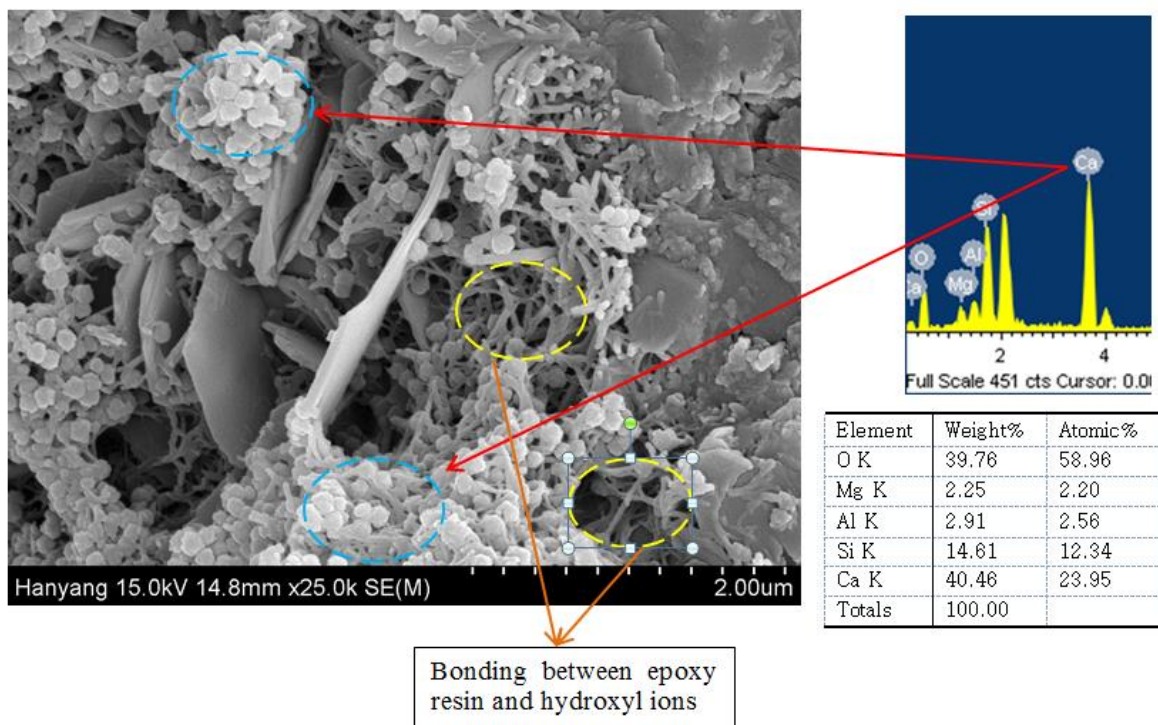 Ca
Si
O
Al
Ca
Mg
2 4
Full Scale 451 cts Cursor: 0.0
Element Weight% Atomic%
O K 39.76 58.96
Mg K 2.25 2.20
Al K 2.91 2.56
Si K 14.61 12.34
Ca K 40.46 23.95
Totals 100.00
Hanyang 15.0kV 14.8mm x25.0k SE(M) 2.00um
Bonding between epoxy
resin and hydroxyl ions